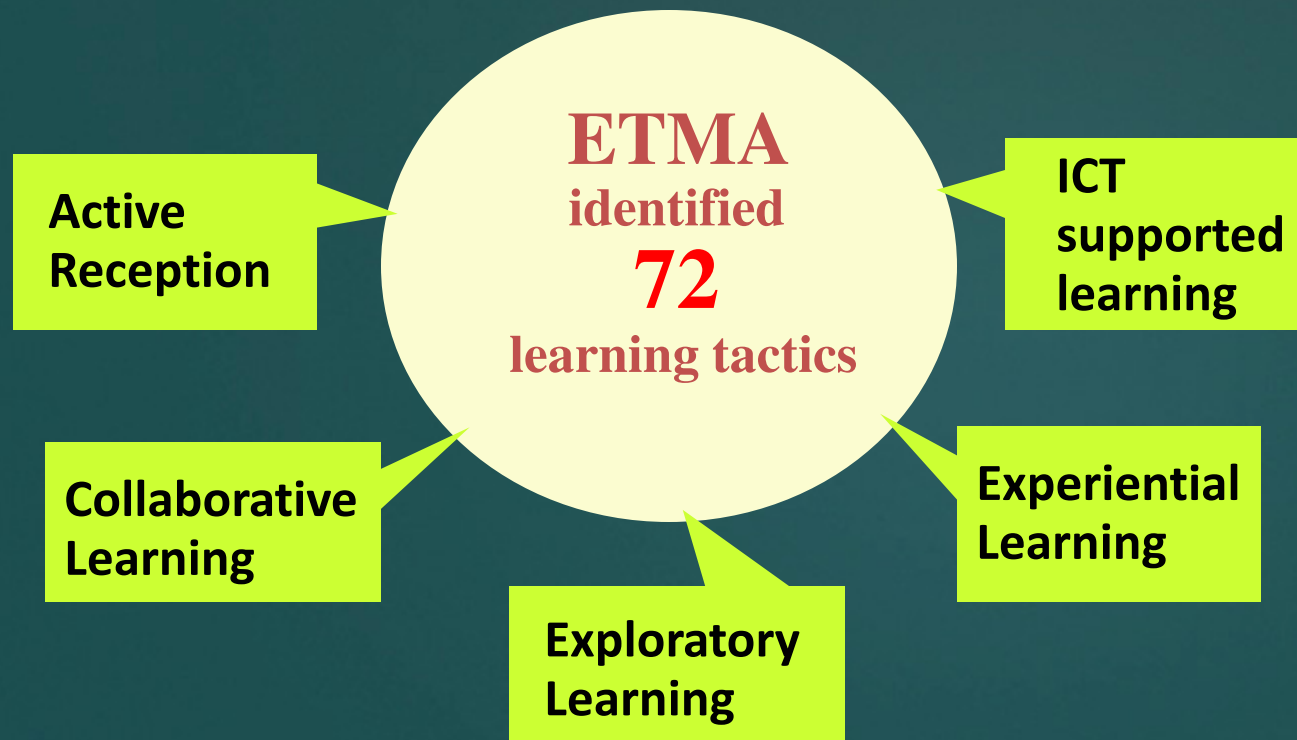 ETMA
identified
72
learning tactics
Active
Reception
ICT
supported
learning
Collaborative
Learning
Experiential
Learning
Exploratory
Learning